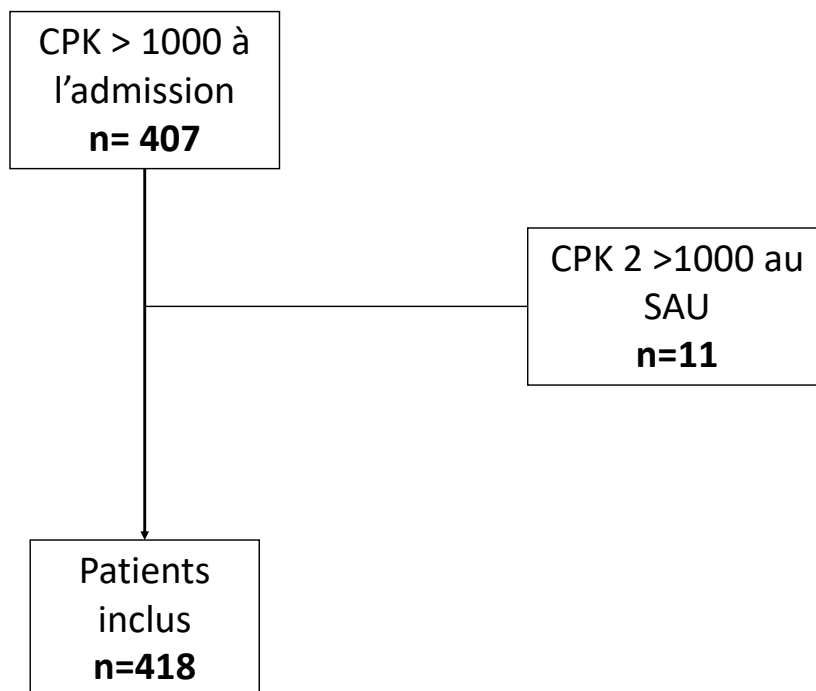 CPK > 1000 à
l’admission
n= 407
CPK 2 >1000 au
SAU
n=11
Patients
inclus
n=418